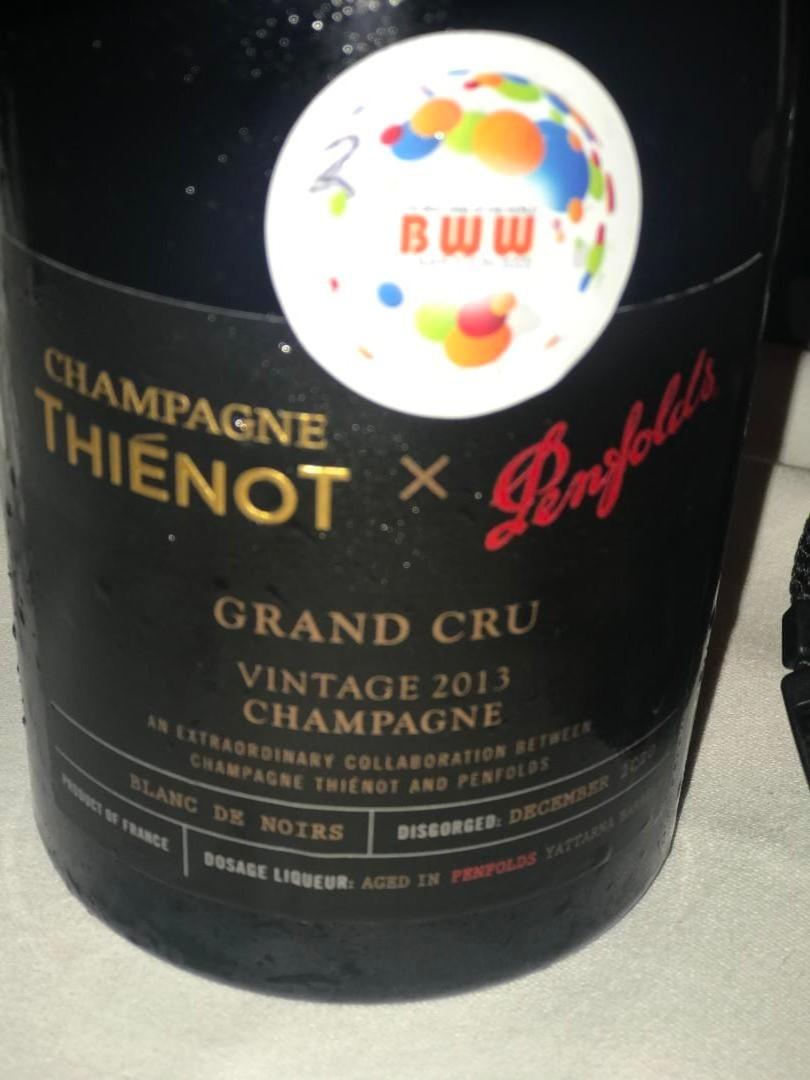 2
BWW
CHAMPAGNE
THIÉNOT × Penfolds
GRAND CRU
VINTAGE 2013
CHAMPAGNE
AN EXTRAORDINARY COLLABORATION BETWEEN
CHAMPAGNE THIÉNOT AND PENFOLDS
BLANC DE NOIRS
DISGORGED: DECEMBER 2020
PRODUCT OF FRANCE
DOSAGE LIQUEUR: AGED IN PENFOLDS YATTARNA